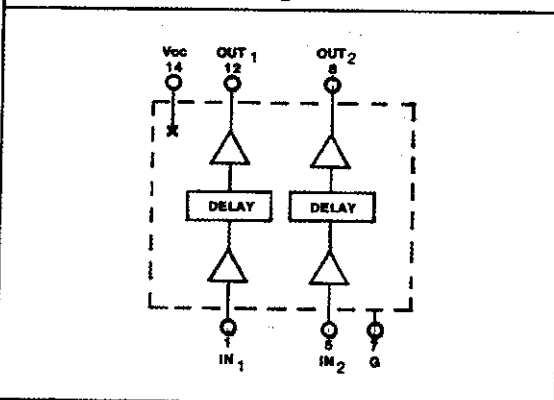 Vcc OUT 1 OUT 2
14 12 8
DELAY DELAY
1 5 7
IN 1 IN 2 G